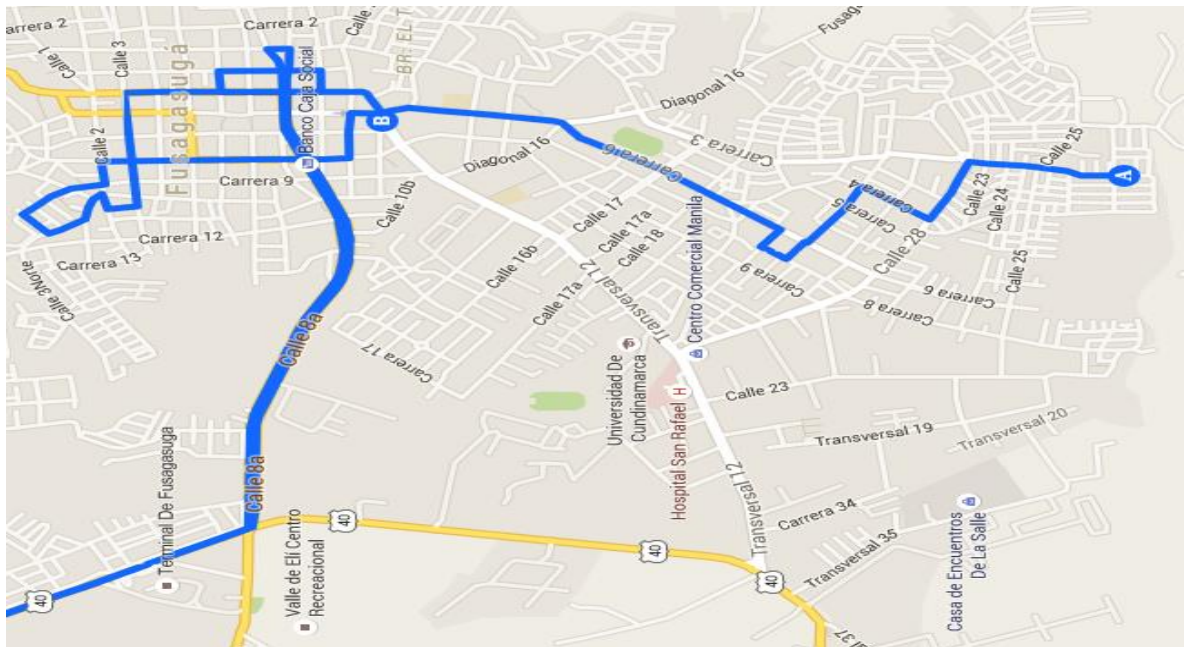 Carrera 2
Carrera 2
Calle 1
Calle 3
Fusagasugá
BR. EL T
Banco Caja Social
Calle 2
B
Diagonal 16
Diagonal 16
Carrera 3
Carrera 6
Calle 25
A
Carrera 4
Calle 23
Calle 24
Carrera 5
Carrera 9
Calle 10b
Carrera 12
Carrera 13
Calle 3Norte
Calle 17
Calle 17a
Calle 18
Calle 16b
Calle 17a
Transversal 12
Centro Comercial Manila
Carrera 9
Calle 28
Calle 25
Carrera 6
Carrera 8
Calle 8a
Carrera 17
Universidad De
Cundinamarca
Hospital San Rafael H
Calle 23
Transversal 19
Transversal 20
Calle 8a
Terminal De Fusagasuga
40
40
40
40
Valle de Elí Centro
Recreacional
Transversal 12
Carrera 34
Transversal 35
Casa de Encuentros
De La Salle
al 37